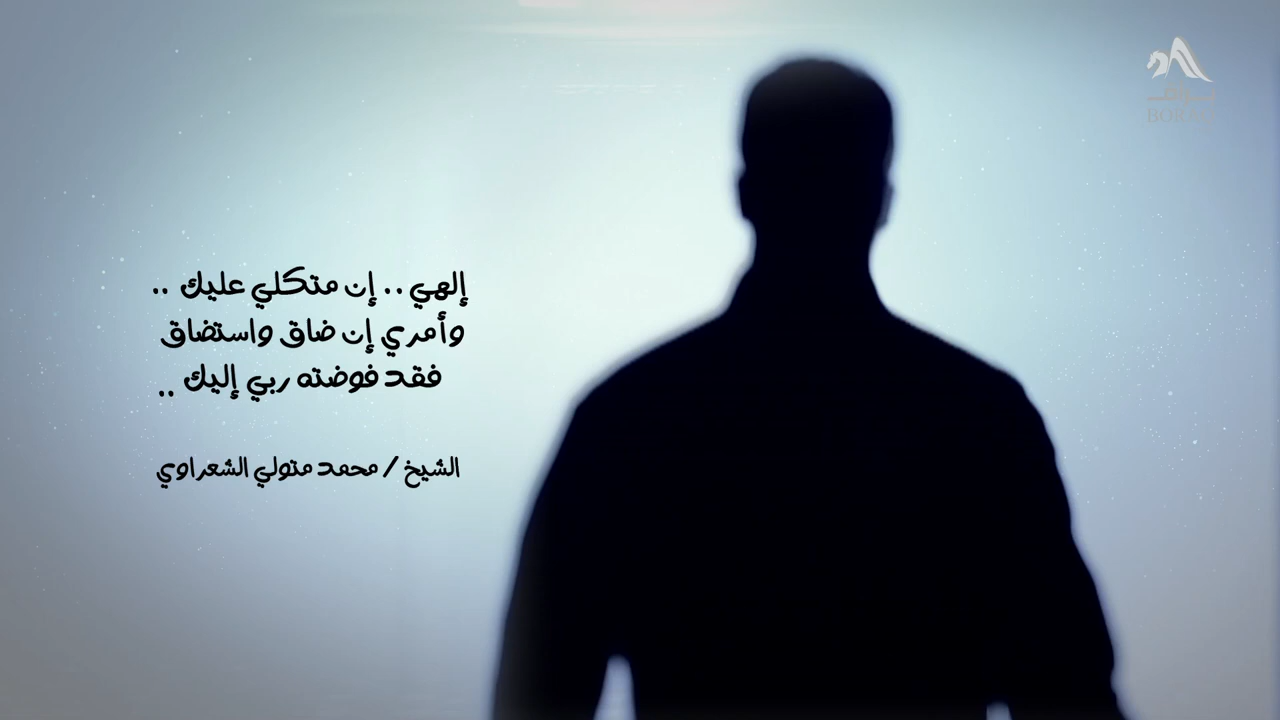 إلهي .. إن متكلي عليك ..
وأمري إن ضاق واستضاق
فقد فوضته ربي إليك ..
الشيخ / محمد متولي الشعراوي